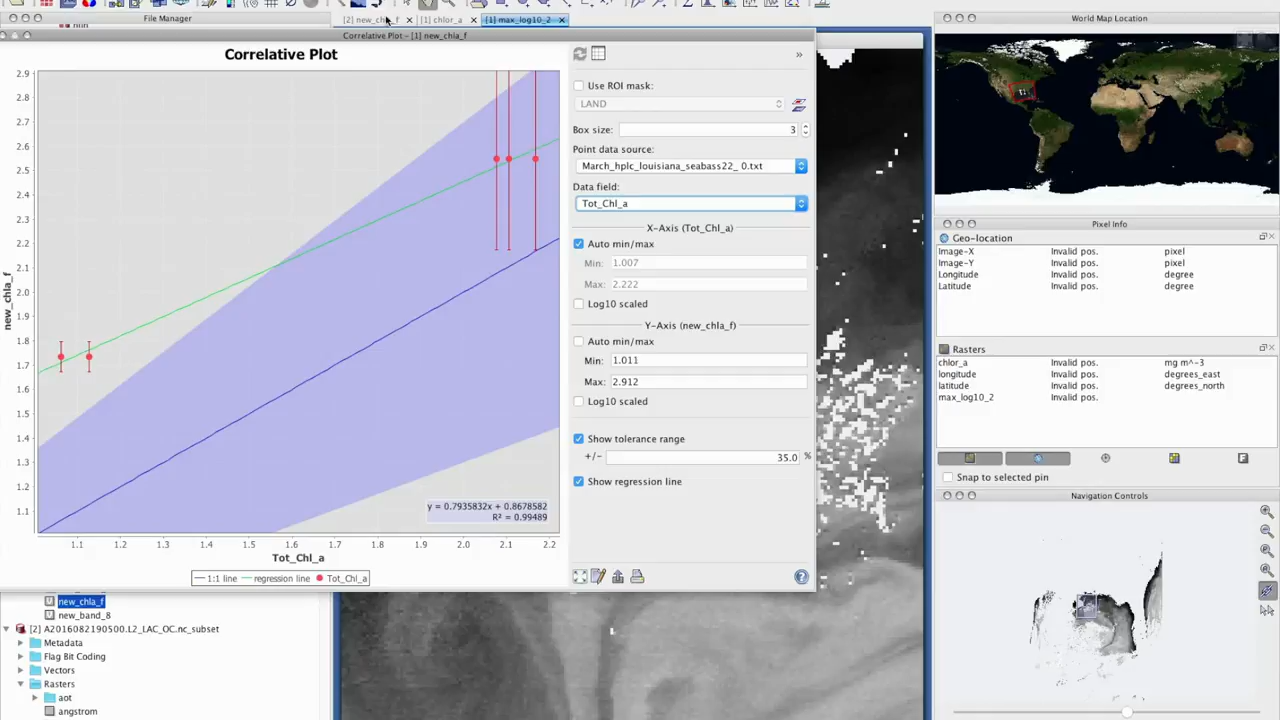 File Manager
[2] new_chl_f
[1] chlor_a
[1] max_log10_2
World Map Location
Correlative Plot - [1] new_chla_f
Correlative Plot
2.9
2.8
2.7
2.6
2.5
2.4
2.3
2.2
2.1
2.0
1.9
1.8
1.7
1.6
1.5
1.4
1.3
1.2
1.1
new_chla_f
y = 0.7935832x + 0.8678582
R² = 0.99489
1.1 1.2 1.3 1.4 1.5 1.6 1.7 1.8 1.9 2.0 2.1 2.2
Tot_Chl_a
1:1 line regression line Tot_Chl_a
»
Use ROI mask:
LAND
Box size: 3
Point data source:
March_hplc_louisiana_seabass22_ 0.txt
Data field:
Tot_Chl_a
X-Axis (Tot_Chl_a)
Auto min/max
Min: 1.007
Max: 2.222
Log10 scaled
Y-Axis (new_chla_f)
Auto min/max
Min: 1.011
Max: 2.912
Log10 scaled
Show tolerance range
+/- 35.0 %
Show regression line
new_chla_f
new_band_8
[2] A2016082190500.L2_LAC_OC.nc_subset
Metadata
Flag Bit Coding
Vectors
Rasters
aot
angstrom
Pixel Info
Geo-location
Image-X Invalid pos. pixel
Image-Y Invalid pos. pixel
Longitude Invalid pos. degree
Latitude Invalid pos. degree
Rasters
chlor_a Invalid pos. mg m^-3
longitude Invalid pos. degrees_east
latitude Invalid pos. degrees_north
max_log10_2 Invalid pos.
Snap to selected pin
Navigation Controls